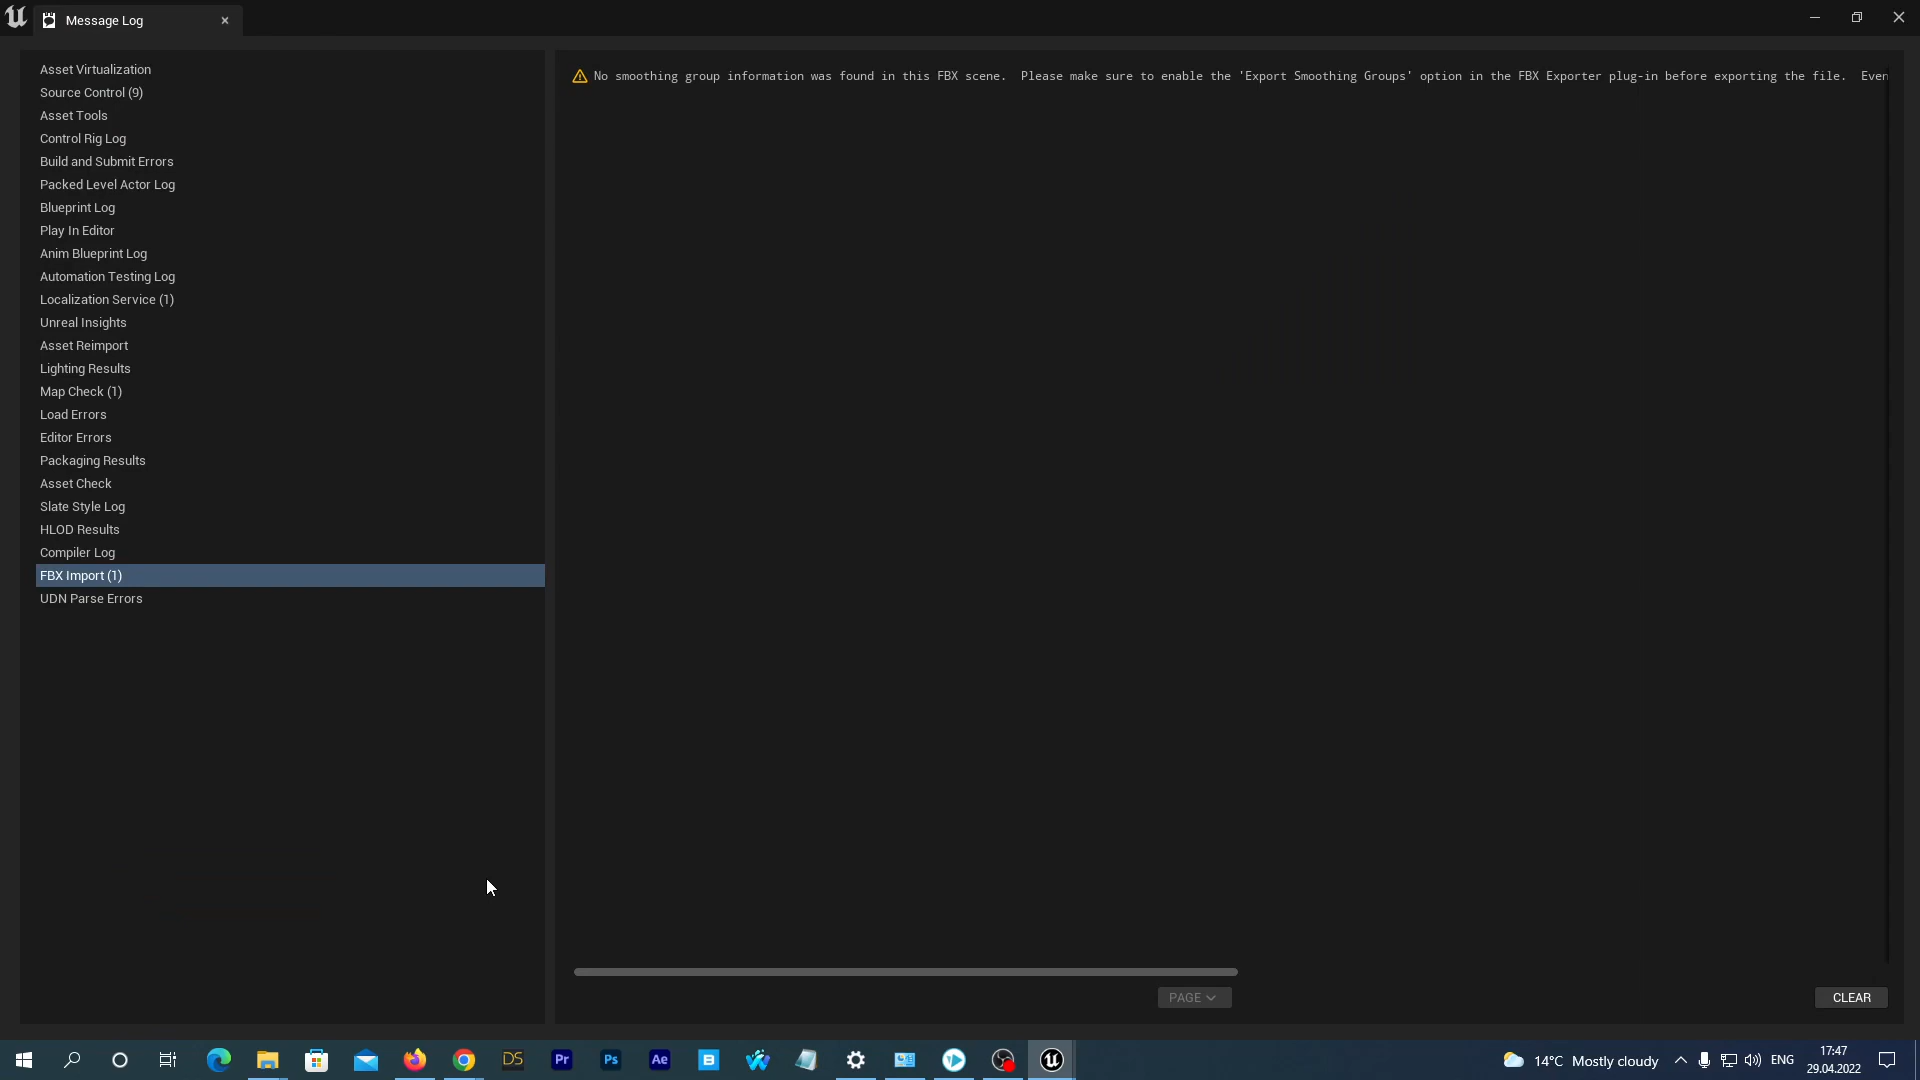 Message Log
Asset Virtualization
Source Control (9)
Asset Tools
Control Rig Log
Build and Submit Errors
Packed Level Actor Log
Blueprint Log
Play In Editor
Anim Blueprint Log
Automation Testing Log
Localization Service (1)
Unreal Insights
Asset Reimport
Lighting Results
Map Check (1)
Load Errors
Editor Errors
Packaging Results
Asset Check
Slate Style Log
HLOD Results
Compiler Log
FBX Import (1)
UDN Parse Errors
No smoothing group information was found in this FBX scene.  Please make sure to enable the 'Export Smoothing Groups' option in the FBX Exporter plug-in before exporting the file.  Even
PAGE
CLEAR
DS
Pr
Ps
Ae
B
14°C Mostly cloudy
ENG
17:47
29.04.2022